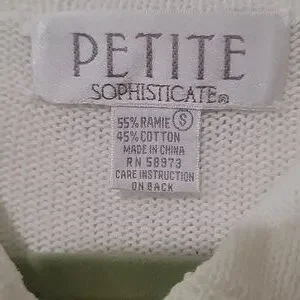 PETITE
SOPHISTICATE®
55% RAMIE Ⓢ
45% COTTON
MADE IN CHINA
RN 58973
CARE INSTRUCTION
ON BACK